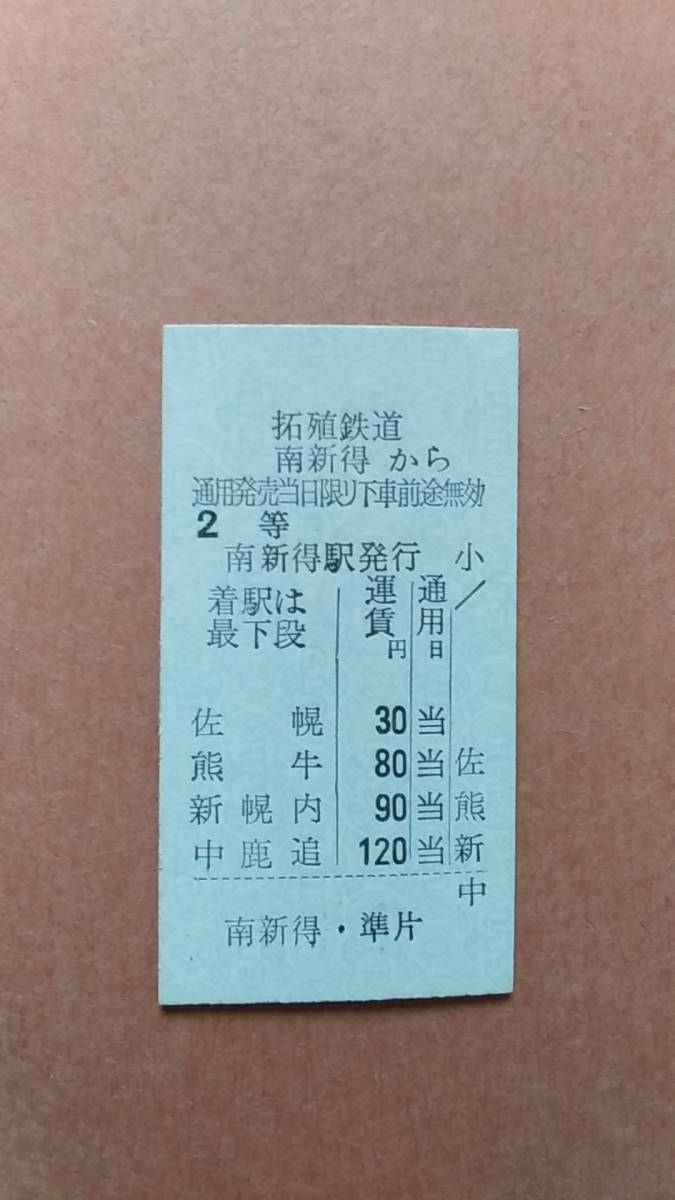 拓殖鉄道
南新得 から
通用発売当日限り下車前途無効
2 等
南新得駅発行 小
着駅は最下段 運賃円 通用日
佐幌 30 当
熊牛 80 当 佐
新幌内 90 当 熊
中鹿追 120 当 新
中
南新得・準片